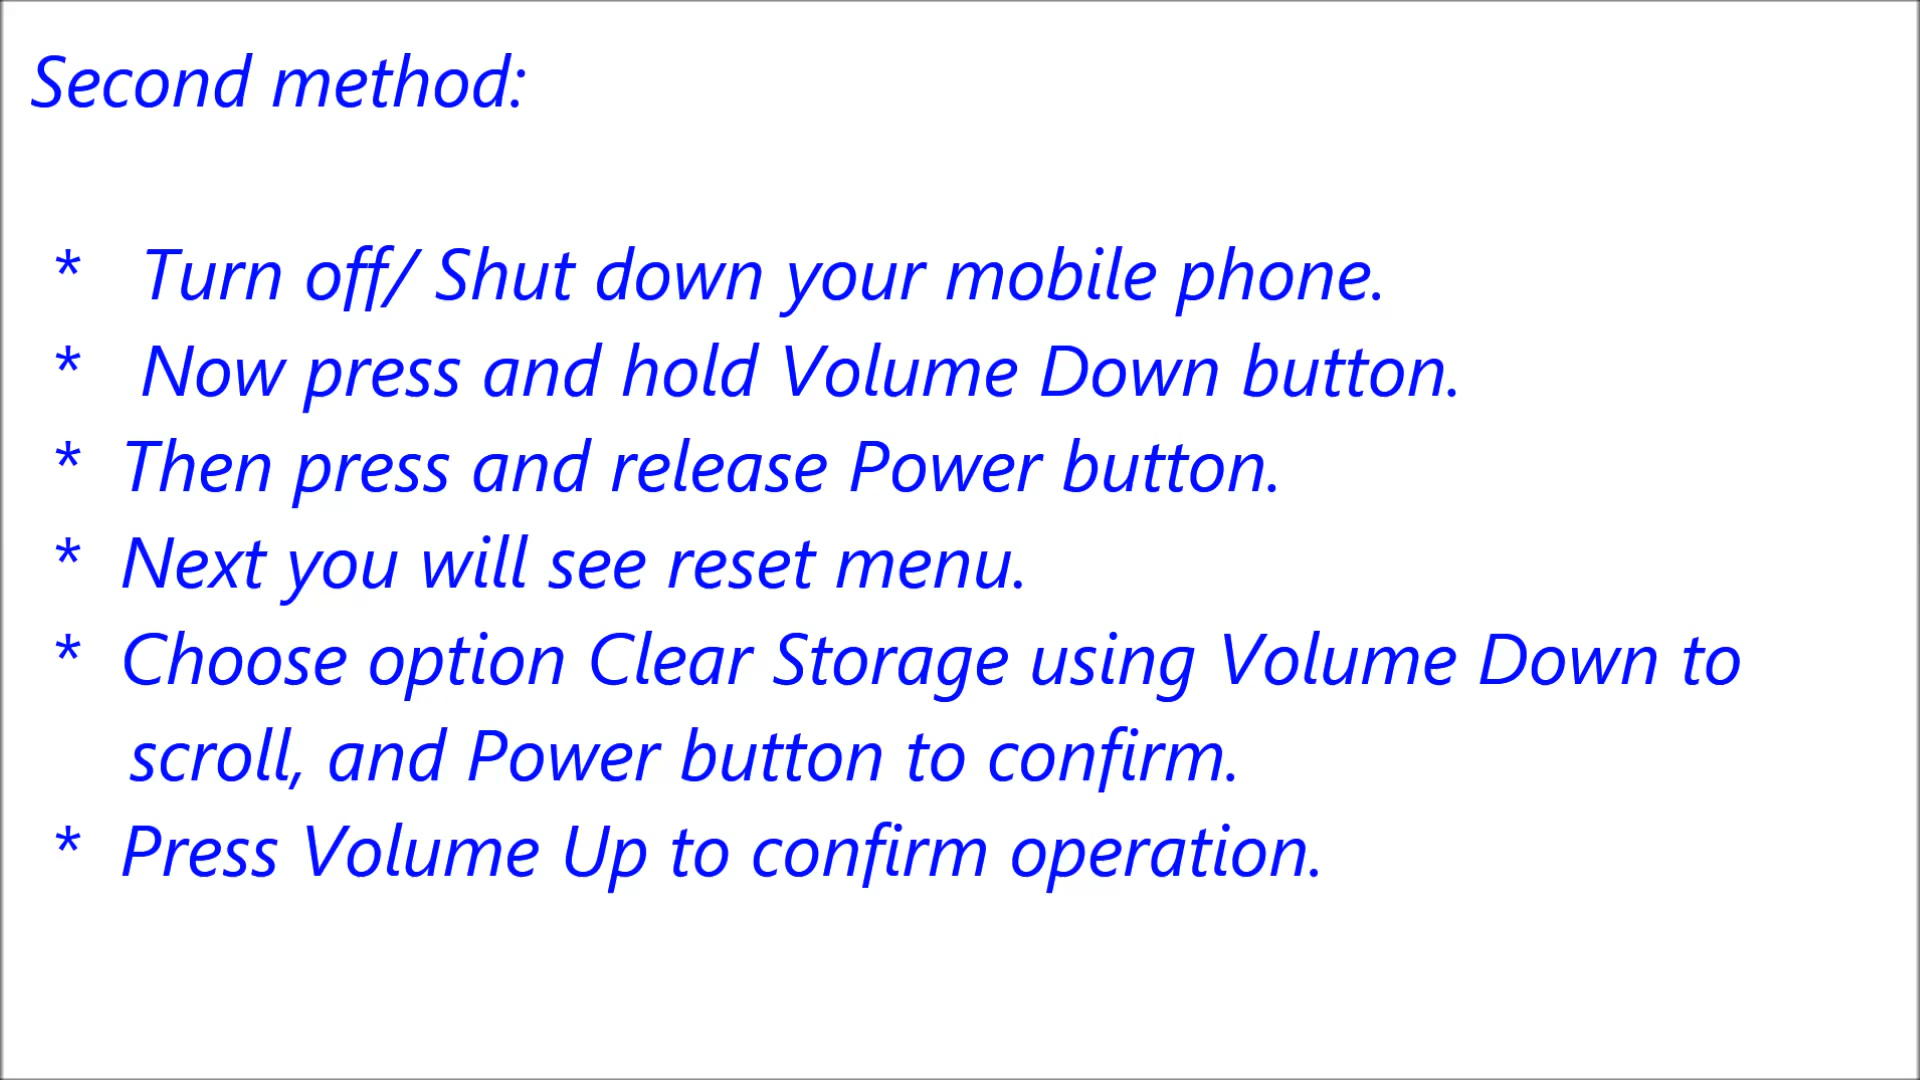 Second method:
* Turn off/ Shut down your mobile phone.
* Now press and hold Volume Down button.
* Then press and release Power button.
* Next you will see reset menu.
* Choose option Clear Storage using Volume Down to
scroll, and Power button to confirm.
* Press Volume Up to confirm operation.